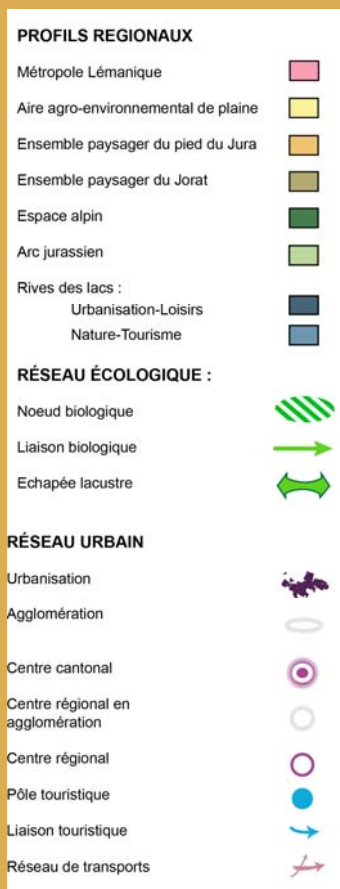 PROFILS REGIONAUX
Métropole Lémanique
Aire agro-environnemental de plaine
Ensemble paysager du pied du Jura
Ensemble paysager du Jorat
Espace alpin
Arc jurassien
Rives des lacs :
Urbanisation-Loisirs
Nature-Tourisme
RÉSEAU ÉCOLOGIQUE :
Noeud biologique
Liaison biologique
Echapée lacustre
RÉSEAU URBAIN
Urbanisation
Agglomération
Centre cantonal
Centre régional en
agglomération
Centre régional
Pôle touristique
Liaison touristique
Réseau de transports